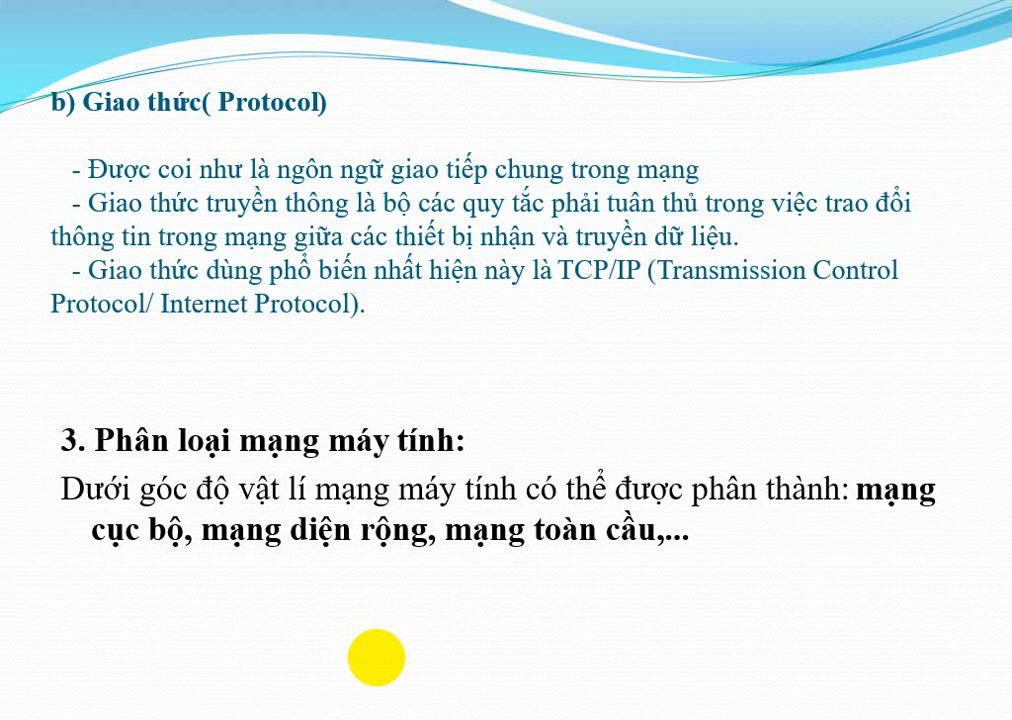 b) Giao thức( Protocol)
- Được coi như là ngôn ngữ giao tiếp chung trong mạng
- Giao thức truyền thông là bộ các quy tắc phải tuân thủ trong việc trao đổi
thông tin trong mạng giữa các thiết bị nhận và truyền dữ liệu.
- Giao thức dùng phổ biến nhất hiện này là TCP/IP (Transmission Control
Protocol/ Internet Protocol).
3. Phân loại mạng máy tính:
Dưới góc độ vật lí mạng máy tính có thể được phân thành: mạng
cục bộ, mạng diện rộng, mạng toàn cầu,...